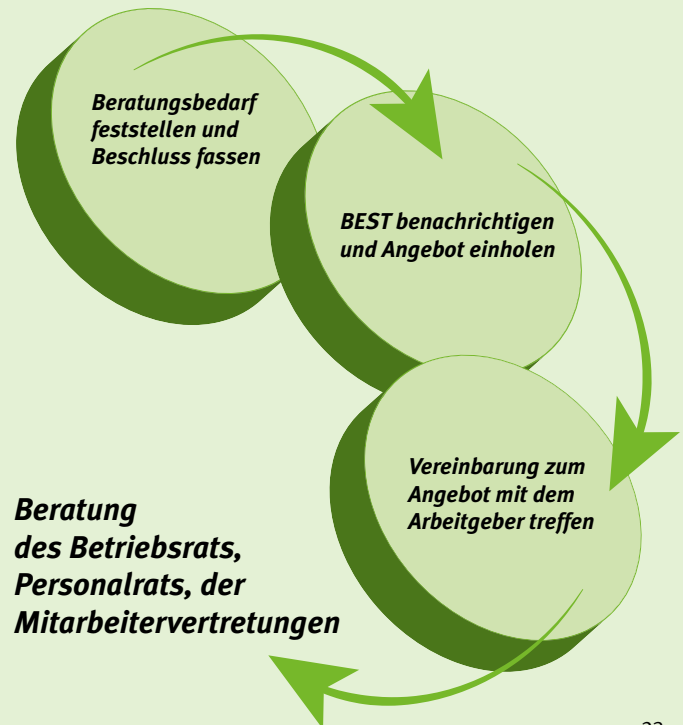 Beratungsbedarf
feststellen und
Beschluss fassen
BEST benachrichtigen
und Angebot einholen
Vereinbarung zum
Angebot mit dem
Arbeitgeber treffen
Beratung
des Betriebsrats,
Personalrats, der
Mitarbeitervertretungen